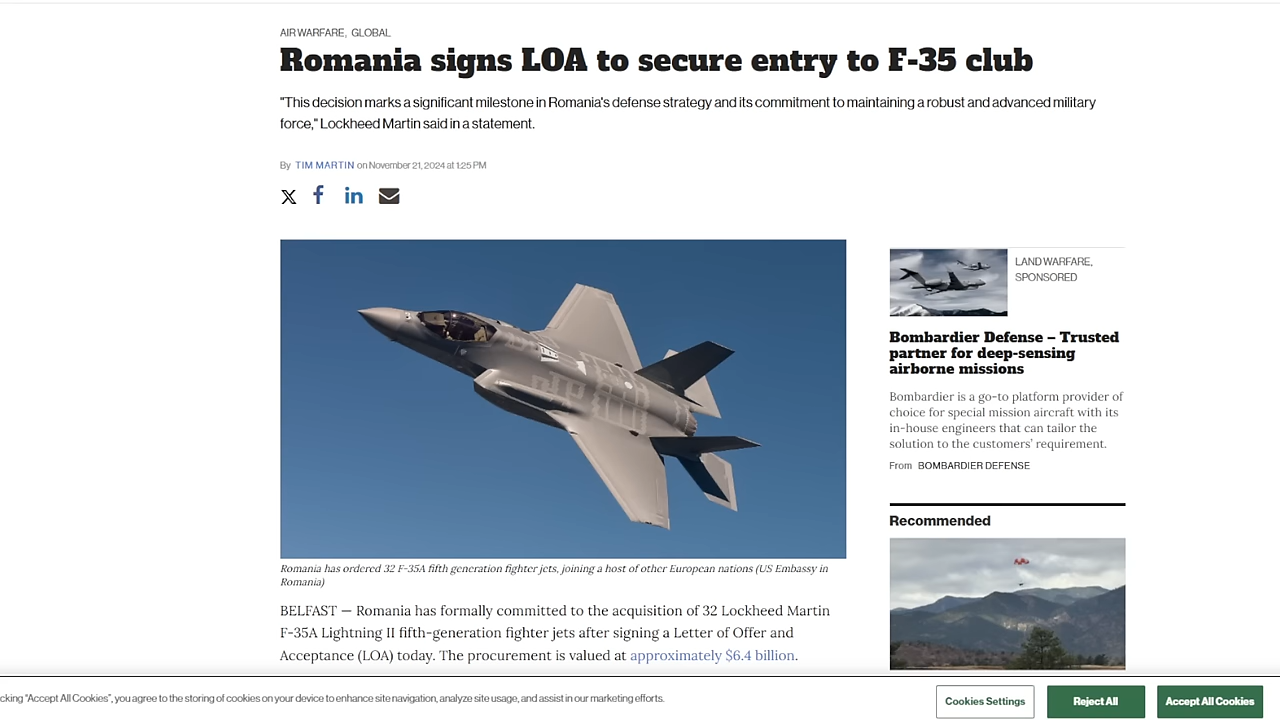 AIR WARFARE, GLOBAL
Romania signs LOA to secure entry to F-35 club
"This decision marks a significant milestone in Romania's defense strategy and its commitment to maintaining a robust and advanced military
force," Lockheed Martin said in a statement.
By TIM MARTIN on November 21, 2024 at 1:25 PM
Romania has ordered 32 F-35A fifth generation fighter jets, joining a host of other European nations (US Embassy in
Romania)
BELFAST — Romania has formally committed to the acquisition of 32 Lockheed Martin
F-35A Lightning II fifth-generation fighter jets after signing a Letter of Offer and
Acceptance (LOA) today. The procurement is valued at approximately $6.4 billion.
LAND WARFARE,
SPONSORED
Bombardier Defense – Trusted
partner for deep-sensing
airborne missions
Bombardier is a go-to platform provider of
choice for special mission aircraft with its
in-house engineers that can tailor the
solution to the customers' requirement.
From BOMBARDIER DEFENSE
Recommended
cking "Accept All Cookies", you agree to the storing of cookies on your device to enhance site navigation, analyze site usage, and assist in our marketing efforts.
Cookies Settings
Reject All
Accept All Cookies